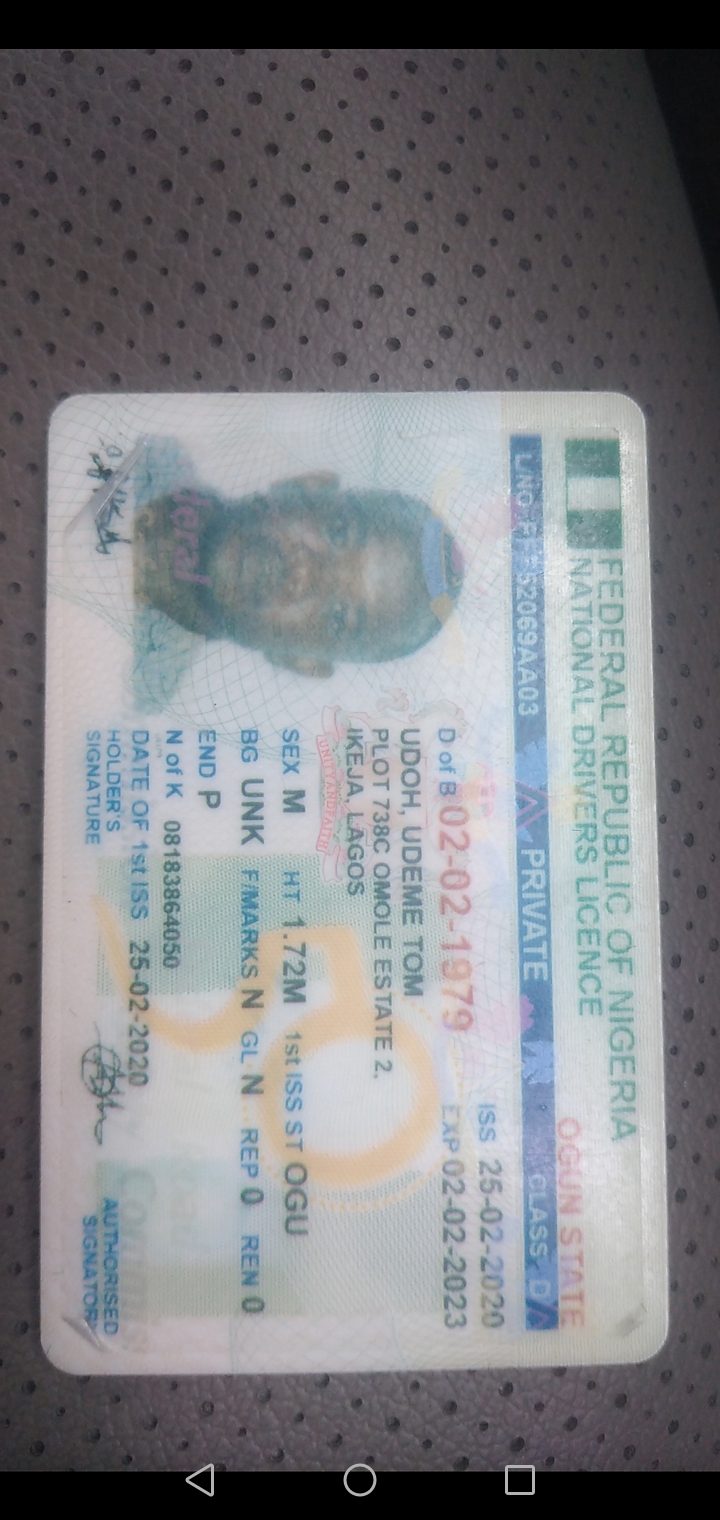 FEDERAL REPUBLIC OF NIGERIA
NATIONAL DRIVERS LICENCE
OGUN STATE
L/NO PRIVATE CLASS D
ISS 25-02-2020
D of B 02-02-1979 EXP 02-02-2023
UDOH, UDEME TOM
PLOT 738C OMOLE ESTATE 2.
IKEJA, LAGOS
UNITY AND FAITH
SEX M HT 1.72M 1st ISS ST OGU
BG UNK F/MARKS N GL N REP 0 REN 0
END P
N of K 08183864050
DATE OF 1st ISS 25-02-2020
HOLDER'S
SIGNATURE
AUTHORISED
SIGNATOR